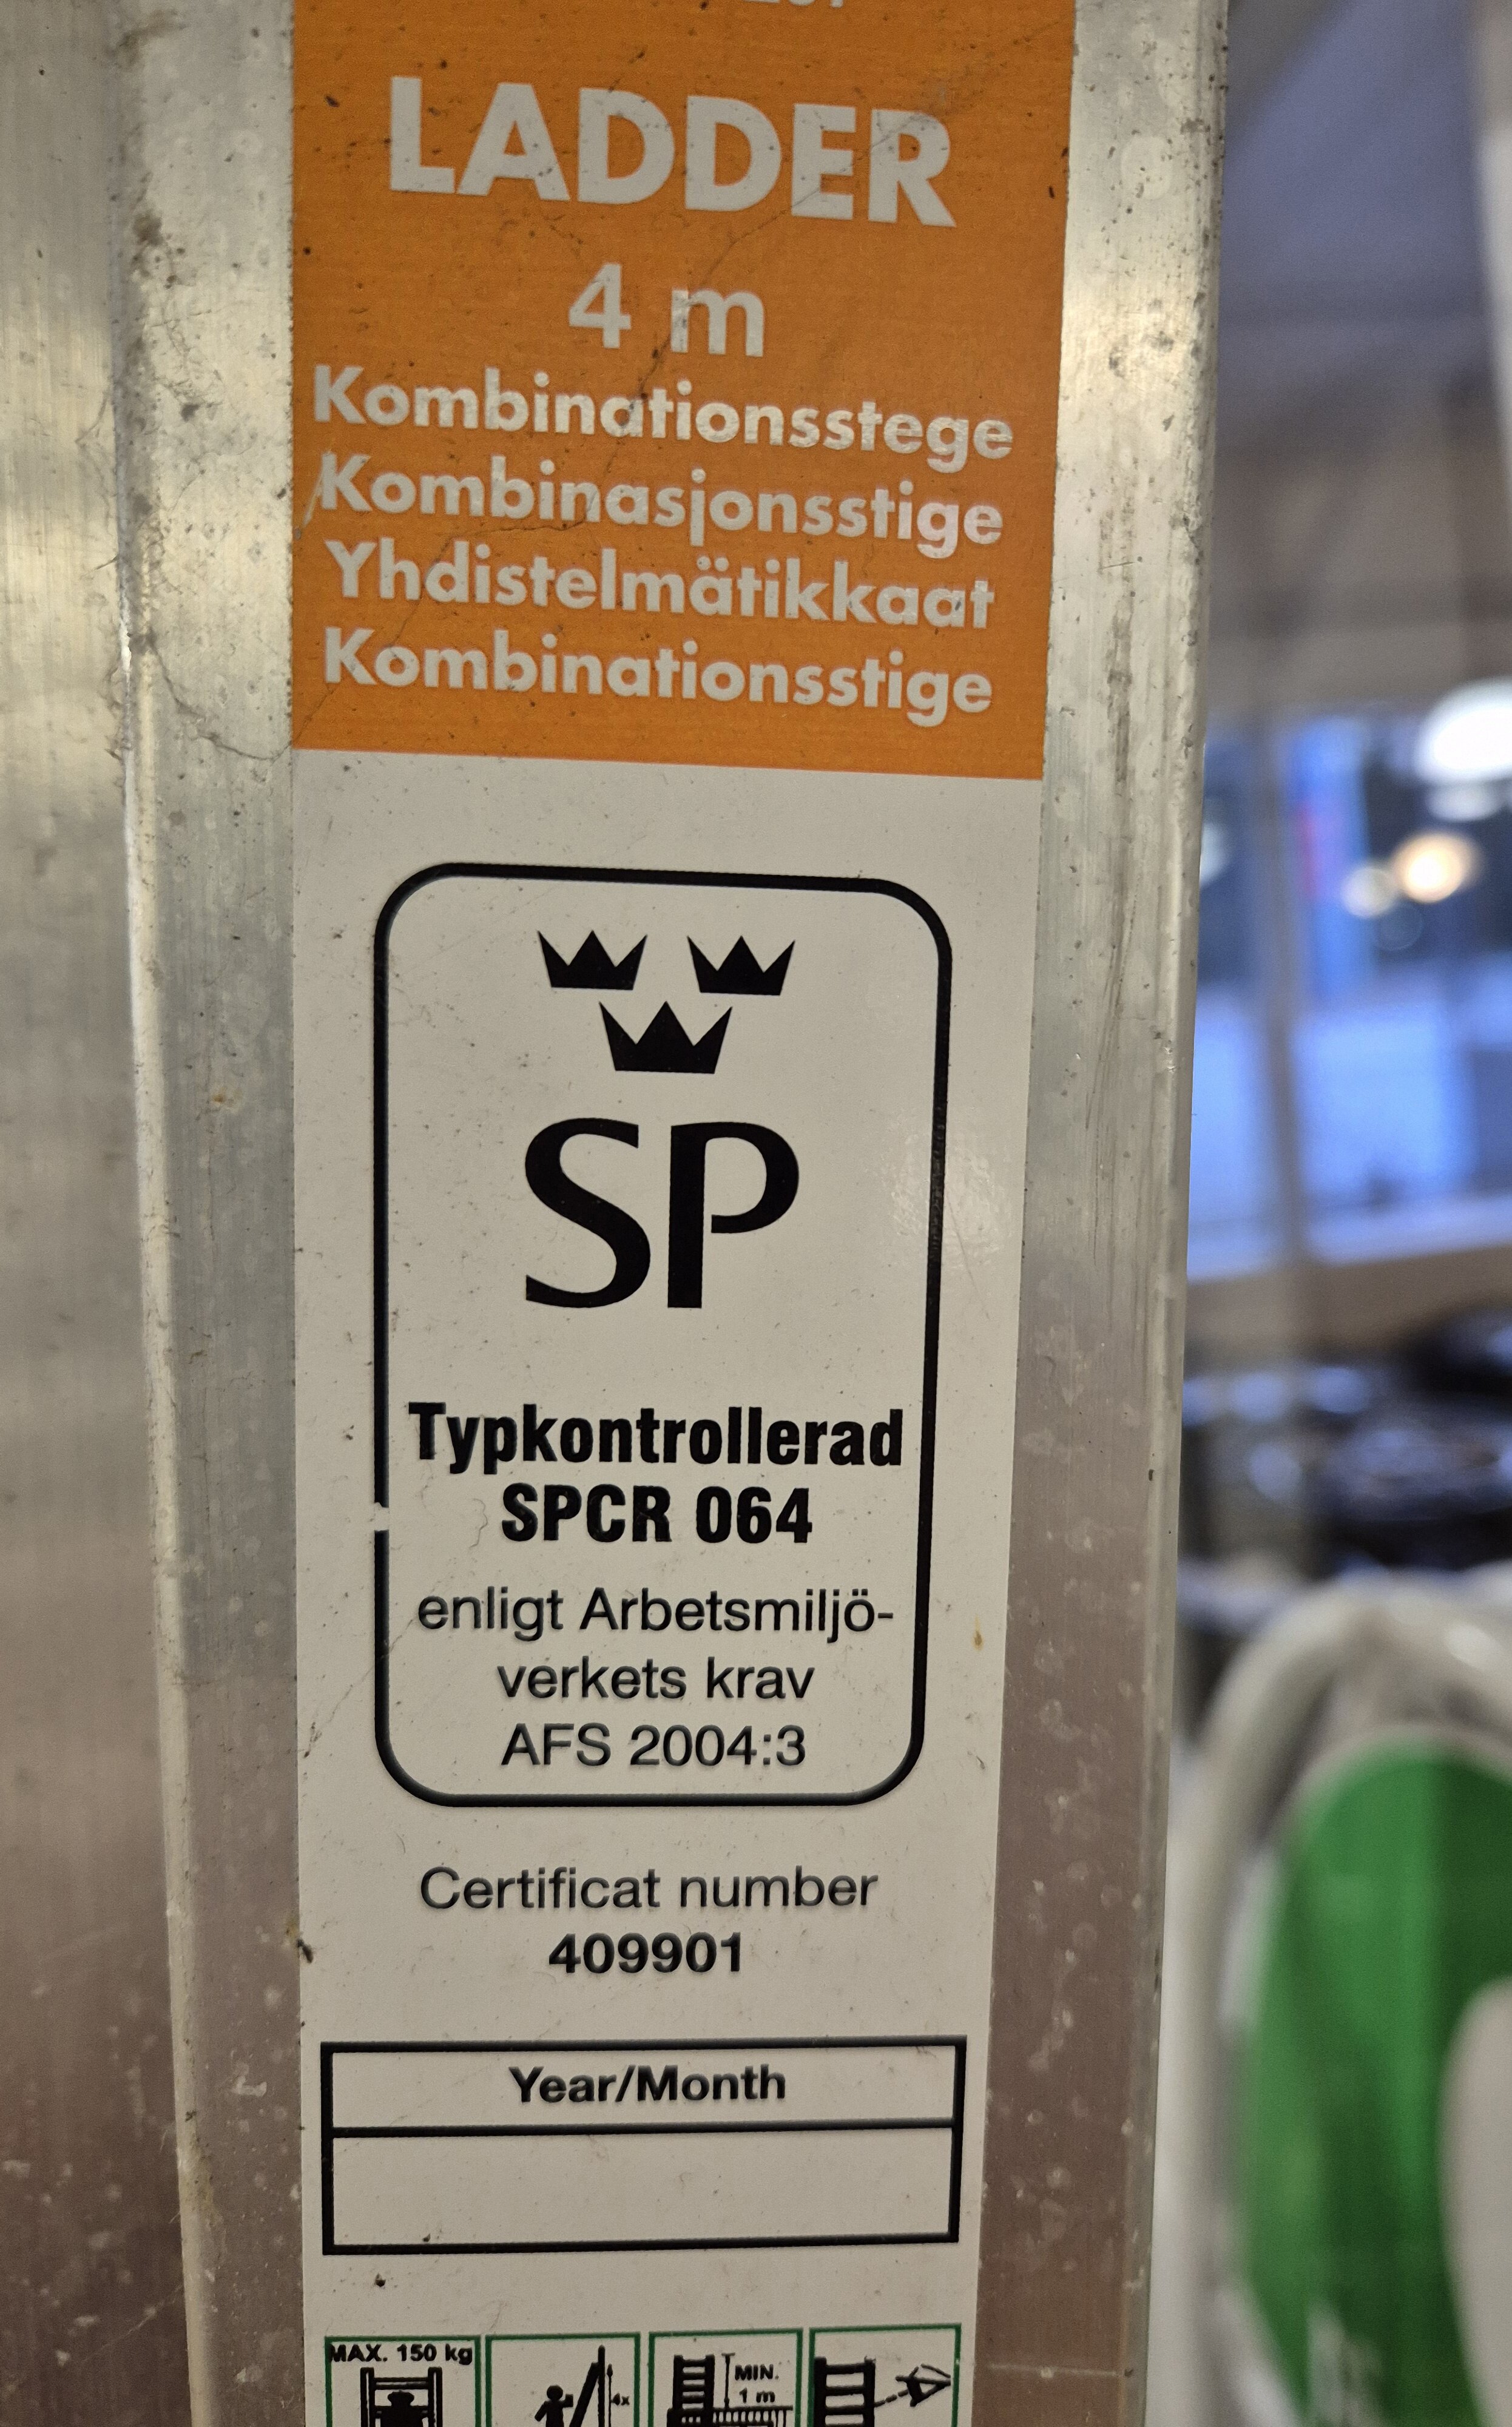 LADDER
4 m
Kombinationsstege
Kombinasjonsstige
Yhdistelmätikkaat
Kombinationsstige
SP
Typkontrollerad
SPCR 064
enligt Arbetsmiljö-
verkets krav
AFS 2004:3
Certificat number
409901
Year/Month
MAX. 150 kg
4x
MIN.
1 m